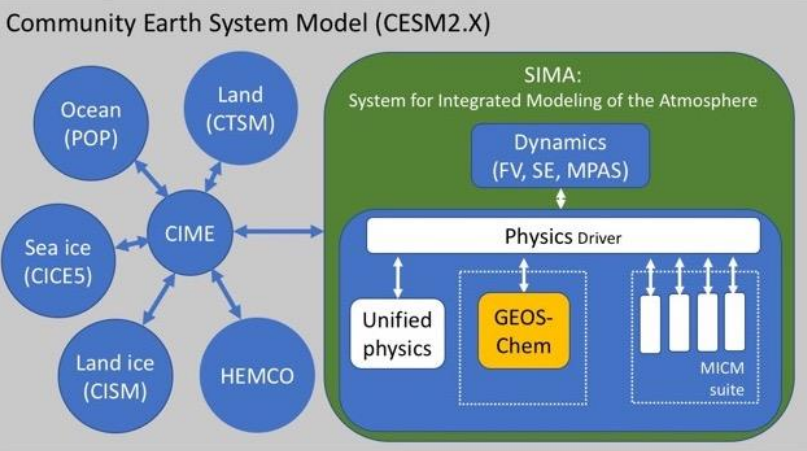 Community Earth System Model (CESM2.X)
Ocean
(POP)
Land
(CTSM)
CIME
Sea ice
(CICE5)
Land ice
(CISM)
HEMCO
SIMA:
System for Integrated Modeling of the Atmosphere
Dynamics
(FV, SE, MPAS)
Physics Driver
Unified
physics
GEOS-
Chem
MICM
suite